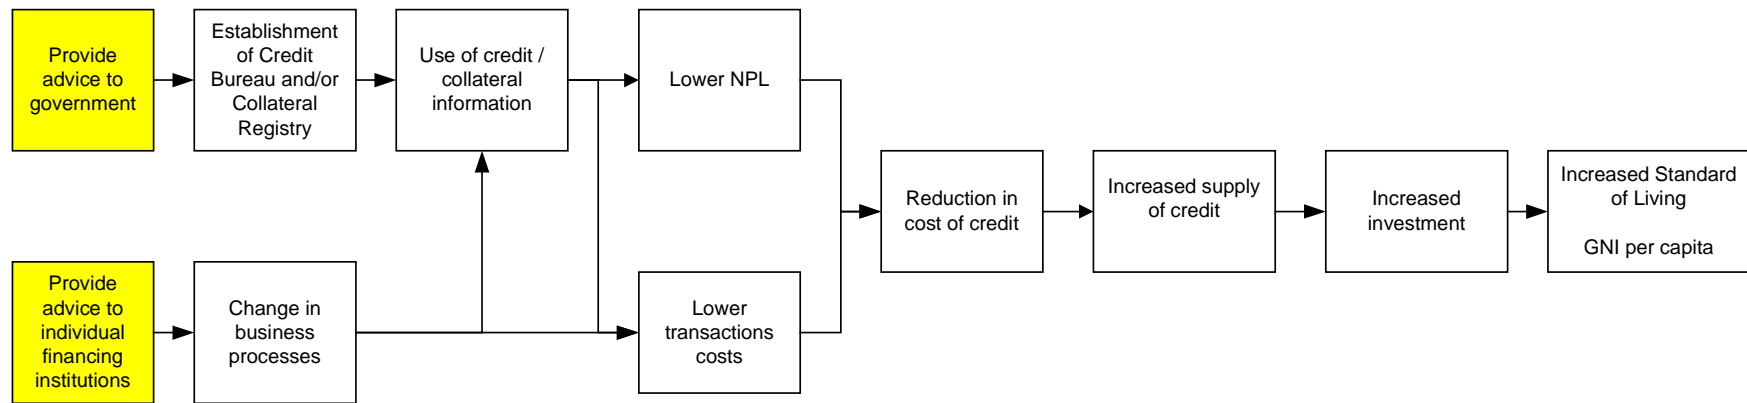 Provide
advice to
government
Establishment
of Credit
Bureau and/or
Collateral
Registry
Use of credit /
collateral
information
Lower NPL
Reduction in
cost of credit
Increased supply
of credit
Increased
investment
Increased Standard
of Living
GNI per capita
Provide
advice to
individual
financing
institutions
Change in
business
processes
Lower
transactions
costs